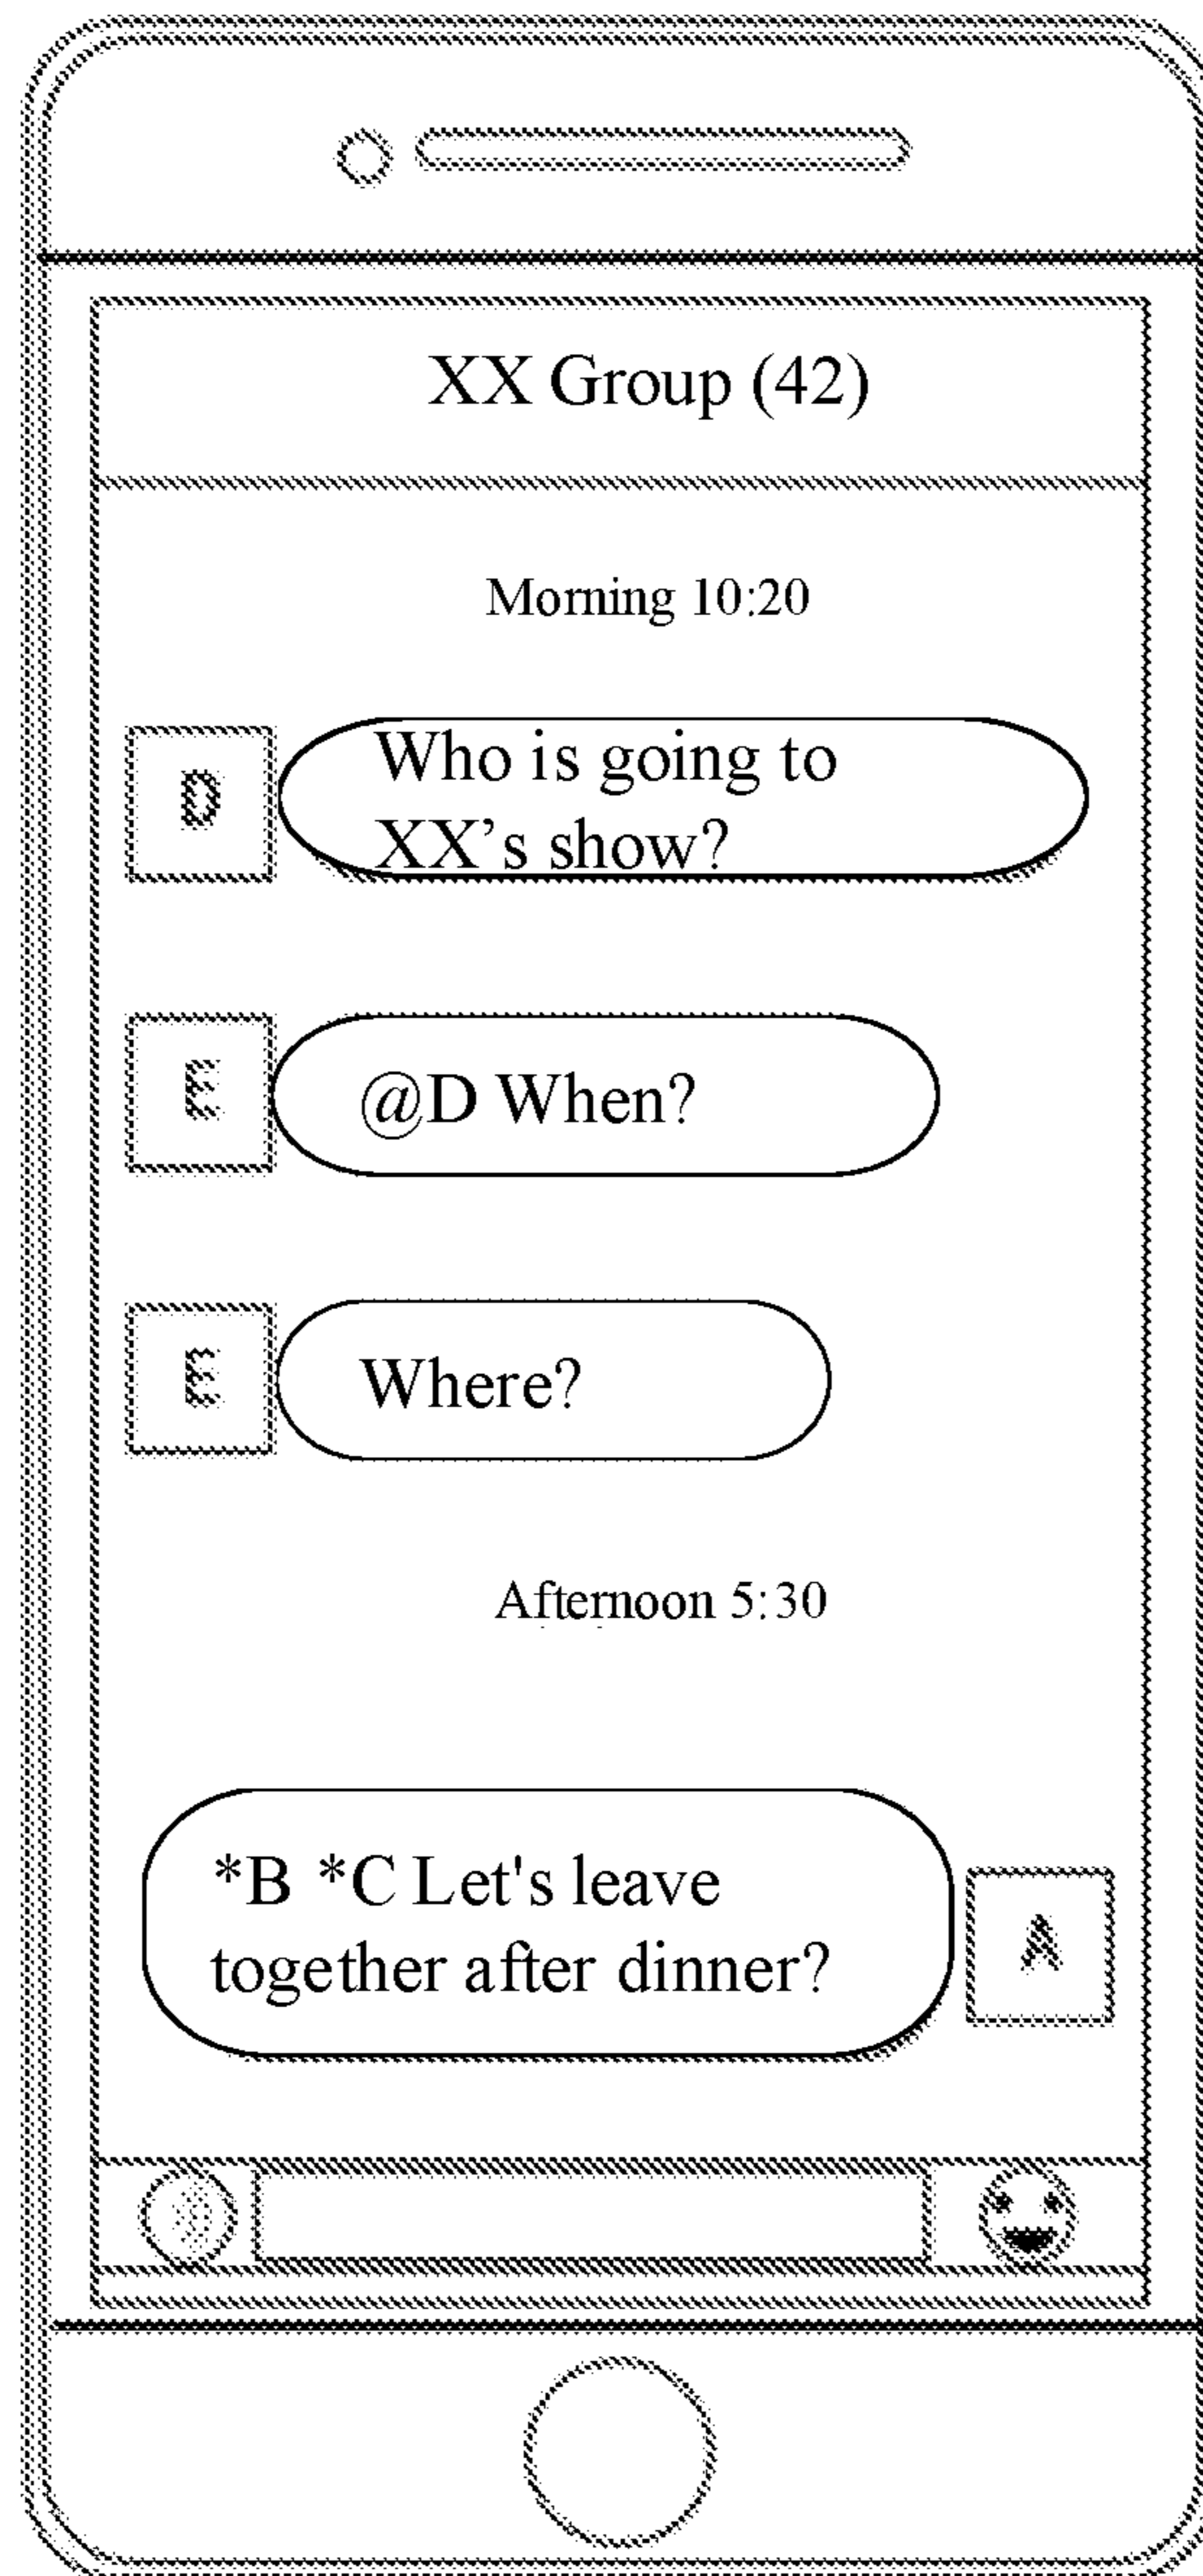 XX Group (42)
Morning 10:20
D
Who is going to
XX’s show?
E
@D When?
E
Where?
Afternoon 5:30
*B *C Let's leave
together after dinner?
A